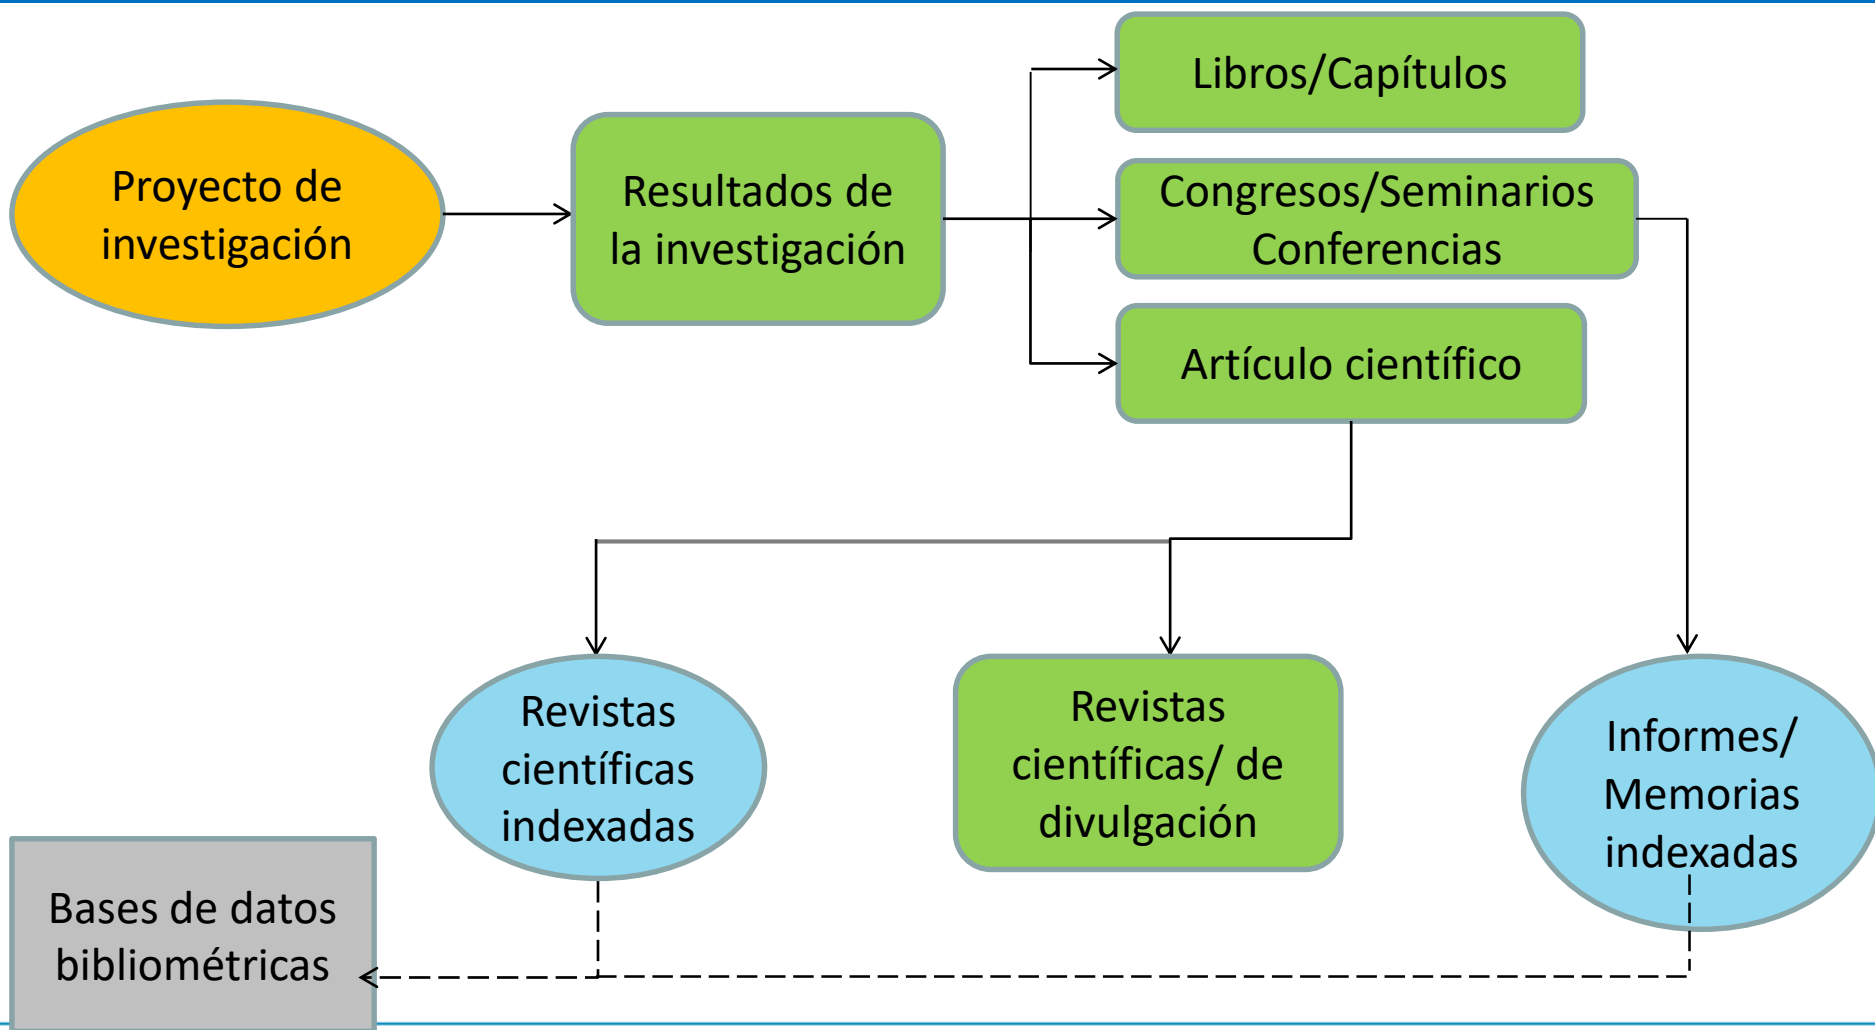 Libros/Capítulos
Proyecto de
investigación
Resultados de
la investigación
Congresos/Seminarios
Conferencias
Artículo científico
Revistas
científicas
indexadas
Revistas
científicas/ de
divulgación
Informes/
Memorias
indexadas
Bases de datos
bibliométricas